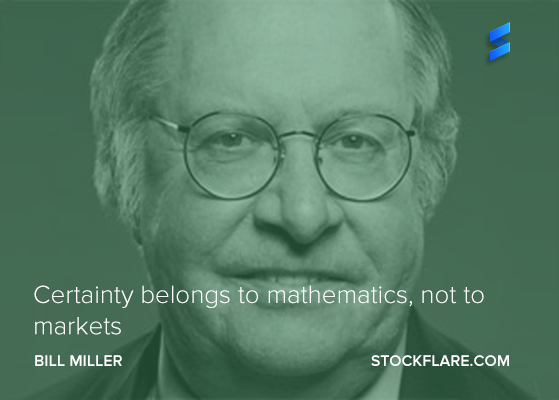 Certainty belongs to mathematics, not to
markets
BILL MILLER STOCKFLARE.COM